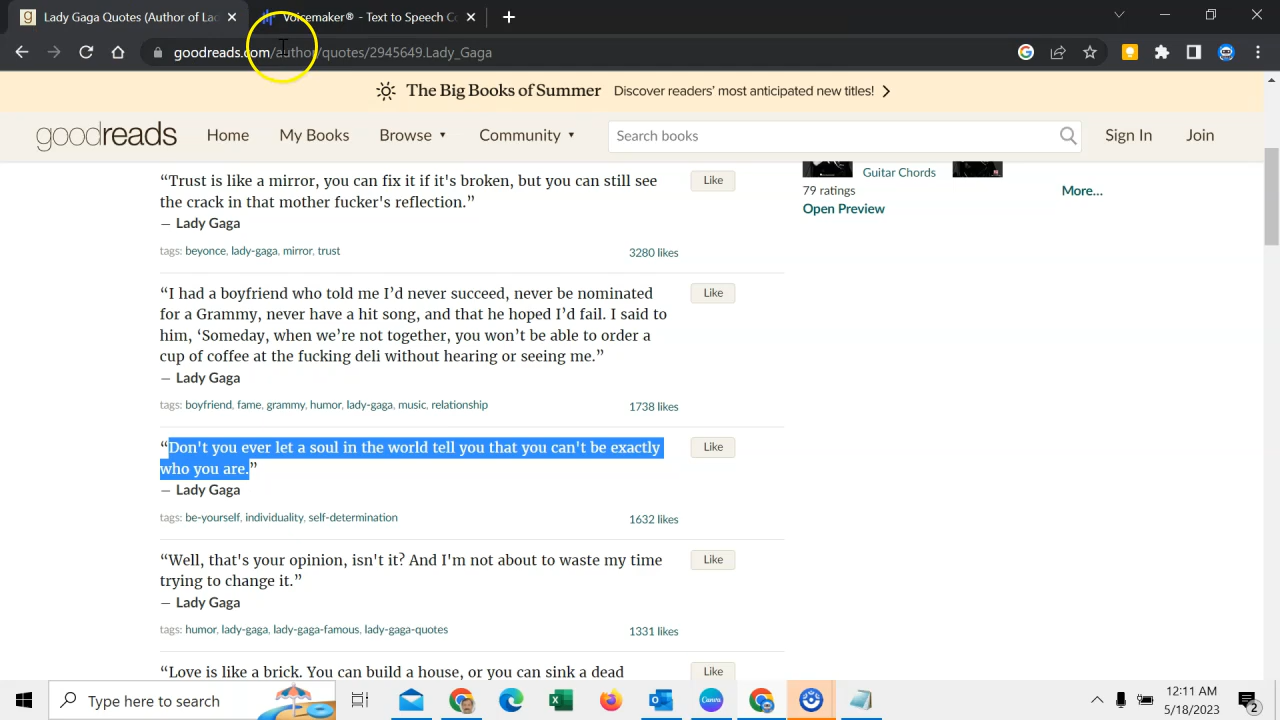 Lady Gaga Quotes (Author of Lad
Voicemaker® - Text to Speech
goodreads.com/author/quotes/2945649.Lady_Gaga
The Big Books of Summer Discover readers' most anticipated new titles!
goodreads Home My Books Browse Community Search books Sign In Join
“Trust is like a mirror, you can fix it if it's broken, but you can still see
the crack in that mother fucker's reflection.”
― Lady Gaga
tags: beyonce, lady-gaga, mirror, trust 3280 likes
Like
Guitar Chords
79 ratings
Open Preview
More...
“I had a boyfriend who told me I’d never succeed, never be nominated
for a Grammy, never have a hit song, and that he hoped I’d fail. I said to
him, ‘Someday, when we’re not together, you won’t be able to order a
cup of coffee at the fucking deli without hearing or seeing me.”
― Lady Gaga
tags: boyfriend, fame, grammy, humor, lady-gaga, music, relationship 1738 likes
Like
“Don't you ever let a soul in the world tell you that you can't be exactly
who you are.”
― Lady Gaga
tags: be-yourself, individuality, self-determination 1632 likes
Like
“Well, that's your opinion, isn't it? And I'm not about to waste my time
trying to change it.”
― Lady Gaga
tags: humor, lady-gaga, lady-gaga-famous, lady-gaga-quotes 1331 likes
Like
“Love is like a brick. You can build a house, or you can sink a dead
Like
Type here to search
12:11 AM
5/18/2023
2